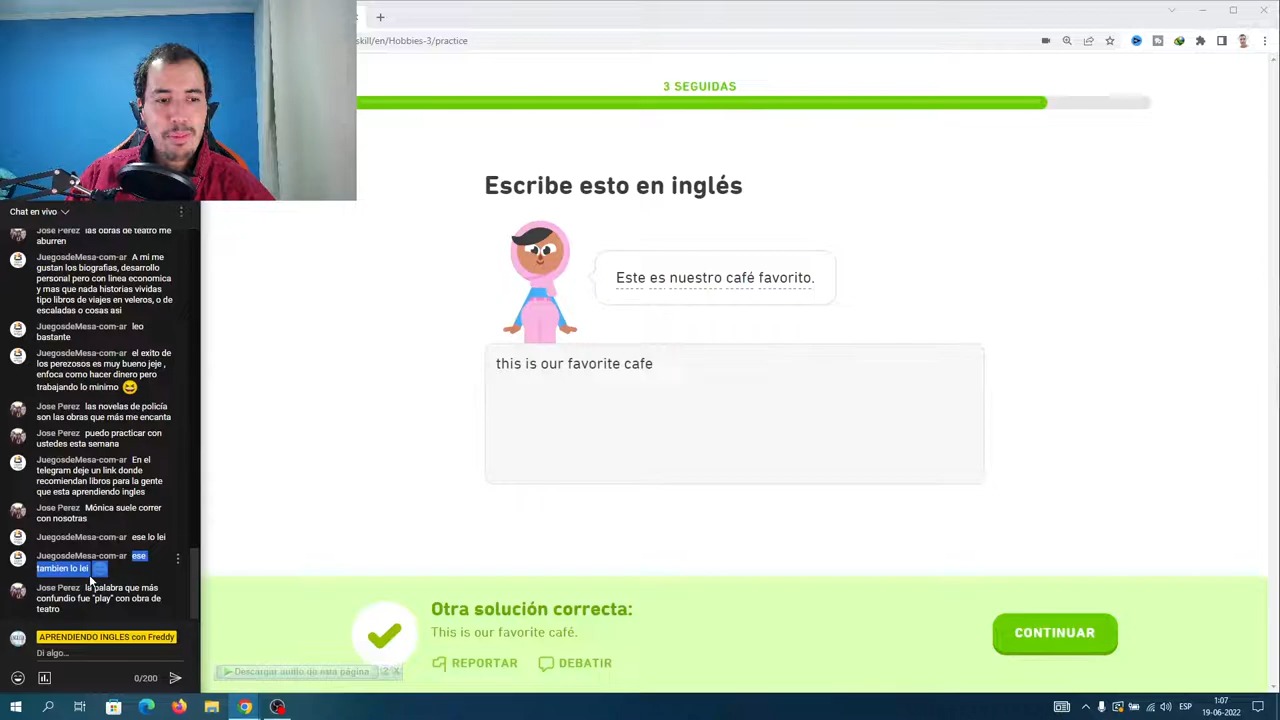 skill/en/Hobbies-3/practice
3 SEGUIDAS
Escribe esto en inglés
Este es nuestro café favorito.
this is our favorite cafe
Chat en vivo
Jose Perez las obras de teatro me
aburren
JuegosdeMesa-com-ar A mi me
gustan los biografias, desarrollo
personal pero con linea economica
y mas que nada historias vividas
tipo libros de viajes en veleros, o de
escaladas o cosas asi
JuegosdeMesa-com-ar leo
bastante
JuegosdeMesa-com-ar el exito de
los perezosos es muy bueno jeje ,
enfoca como hacer dinero pero
trabajando lo minimo 😆
Jose Perez las novelas de policía
son las obras que más me encanta
Jose Perez puedo practicar con
ustedes esta semana
JuegosdeMesa-com-ar En el
telegram deje un link donde
recomiendan libros para la gente
que esta aprendiendo ingles
Jose Perez Mónica suele correr
con nosotras
JuegosdeMesa-com-ar ese lo lei
JuegosdeMesa-com-ar ese
tambien lo lei
Jose Perez la palabra que más
confundio fue "play" con obra de
teatro
APRENDIENDO INGLES con Freddy
Di algo...
0/200
Otra solución correcta:
This is our favorite café.
REPORTAR DEBATIR
CONTINUAR
Descargar audio de esta página ? X
ESP
1:07
19-06-2022